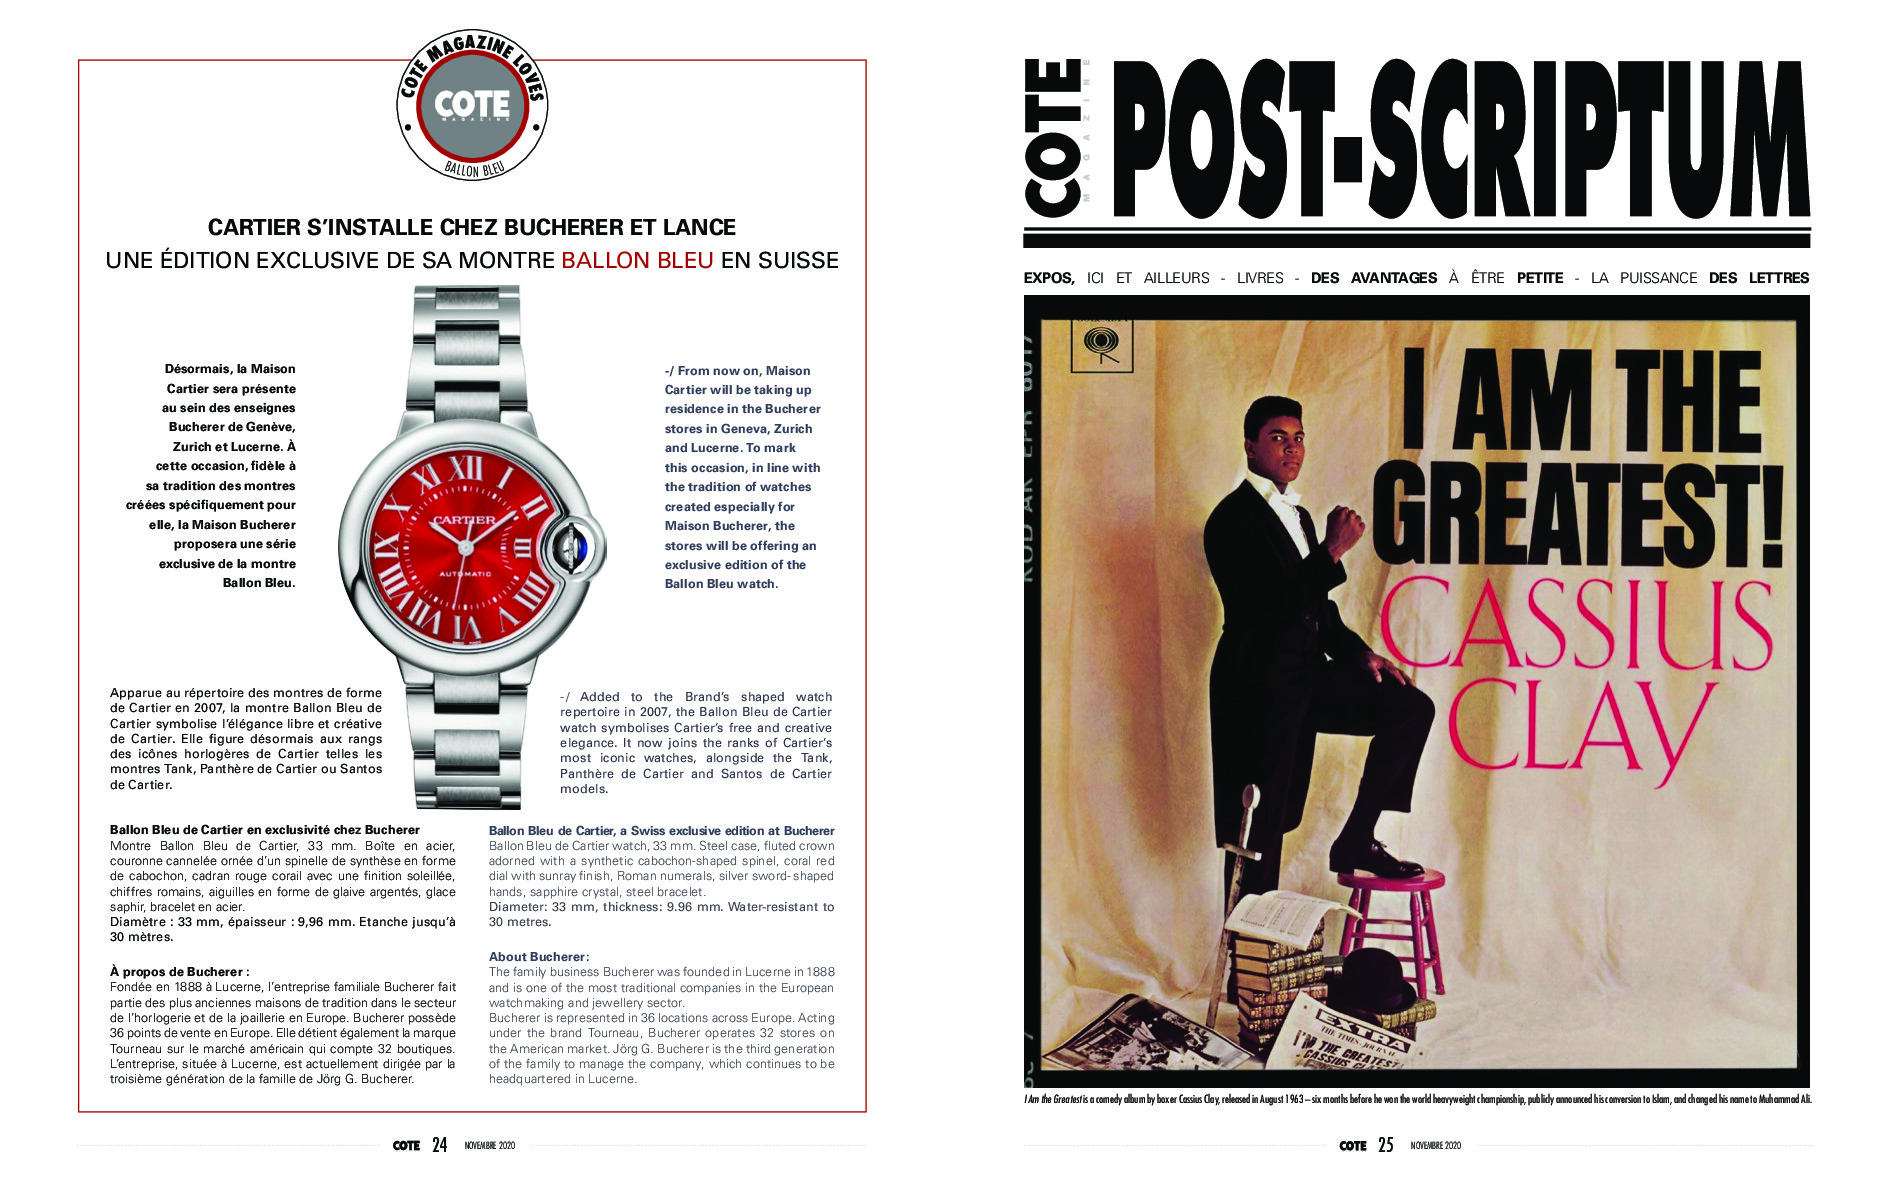 COTE MAGAZINE LOVES
COTE
MAGAZINE
BALLON BLEU
CARTIER S'INSTALLE CHEZ BUCHERER ET LANCE
UNE ÉDITION EXCLUSIVE DE SA MONTRE BALLON BLEU EN SUISSE
Désormais, la Maison
Cartier sera présente
au sein des enseignes
Bucherer de Genève,
Zurich et Lucerne. À
cette occasion, fidèle à
sa tradition des montres
créées spécifiquement pour
elle, la Maison Bucherer
proposera une série
exclusive de la montre
Ballon Bleu.
XII
I
II
III
IIII
V
VI
VII
VIII
IX
X
XI
CARTIER
AUTOMATIC
-/ From now on, Maison
Cartier will be taking up
residence in the Bucherer
stores in Geneva, Zurich
and Lucerne. To mark
this occasion, in line with
the tradition of watches
created especially for
Maison Bucherer, the
stores will be offering an
exclusive edition of the
Ballon Bleu watch.
Apparue au répertoire des montres de forme
de Cartier en 2007, la montre Ballon Bleu de
Cartier symbolise l'élégance libre et créative
de Cartier. Elle figure désormais aux rangs
des icônes horlogères de Cartier telles les
montres Tank, Panthère de Cartier ou Santos
de Cartier.
-/ Added to the Brand's shaped watch
repertoire in 2007, the Ballon Bleu de Cartier
watch symbolises Cartier's free and creative
elegance. It now joins the ranks of Cartier's
most iconic watches, alongside the Tank,
Panthère de Cartier and Santos de Cartier
models.
Ballon Bleu de Cartier en exclusivité chez Bucherer
Montre Ballon Bleu de Cartier, 33 mm. Boîte en acier,
couronne cannelée ornée d'un spinelle de synthèse en forme
de cabochon, cadran rouge corail avec une finition soleillée,
chiffres romains, aiguilles en forme de glaive argentés, glace
saphir, bracelet en acier.
Diamètre : 33 mm, épaisseur : 9,96 mm. Etanche jusqu'à
30 mètres.
À propos de Bucherer :
Fondée en 1888 à Lucerne, l'entreprise familiale Bucherer fait
partie des plus anciennes maisons de tradition dans le secteur
de l'horlogerie et de la joaillerie en Europe. Bucherer possède
36 points de vente en Europe. Elle détient également la marque
Tourneau sur le marché américain qui compte 32 boutiques.
L'entreprise, située à Lucerne, est actuellement dirigée par la
troisième génération de la famille de Jörg G. Bucherer.
Ballon Bleu de Cartier, a Swiss exclusive edition at Bucherer
Ballon Bleu de Cartier watch, 33 mm. Steel case, fluted crown
adorned with a synthetic cabochon-shaped spinel, coral red
dial with sunray finish, Roman numerals, silver sword-shaped
hands, sapphire crystal, steel bracelet.
Diameter: 33 mm, thickness: 9.96 mm. Water-resistant to
30 metres.
About Bucherer:
The family business Bucherer was founded in Lucerne in 1888
and is one of the most traditional companies in the European
watchmaking and jewellery sector.
Bucherer is represented in 36 locations across Europe. Acting
under the brand Tourneau, Bucherer operates 32 stores on
the American market. Jörg G. Bucherer is the third generation
of the family to manage the company, which continues to be
headquartered in Lucerne.
COTE 24 NOVEMBRE 2020
COTE
MAGAZINE
POST-SCRIPTUM
EXPOS, ICI ET AILLEURS - LIVRES - DES AVANTAGES À ÊTRE PETITE - LA PUISSANCE DES LETTRES
I AM THE
GREATEST!
CASSIUS
CLAY
EXTRA
THE TIMES-JOURNAL
I'M THE GREATEST
CASSIUS CLAY
I Am the Greatest is a comedy album by boxer Cassius Clay, released in August 1963 – six months before he won the world heavyweight championship, publicly announced his conversion to Islam, and changed his name to Muhammad Ali.
COTE 25 NOVEMBRE 2020